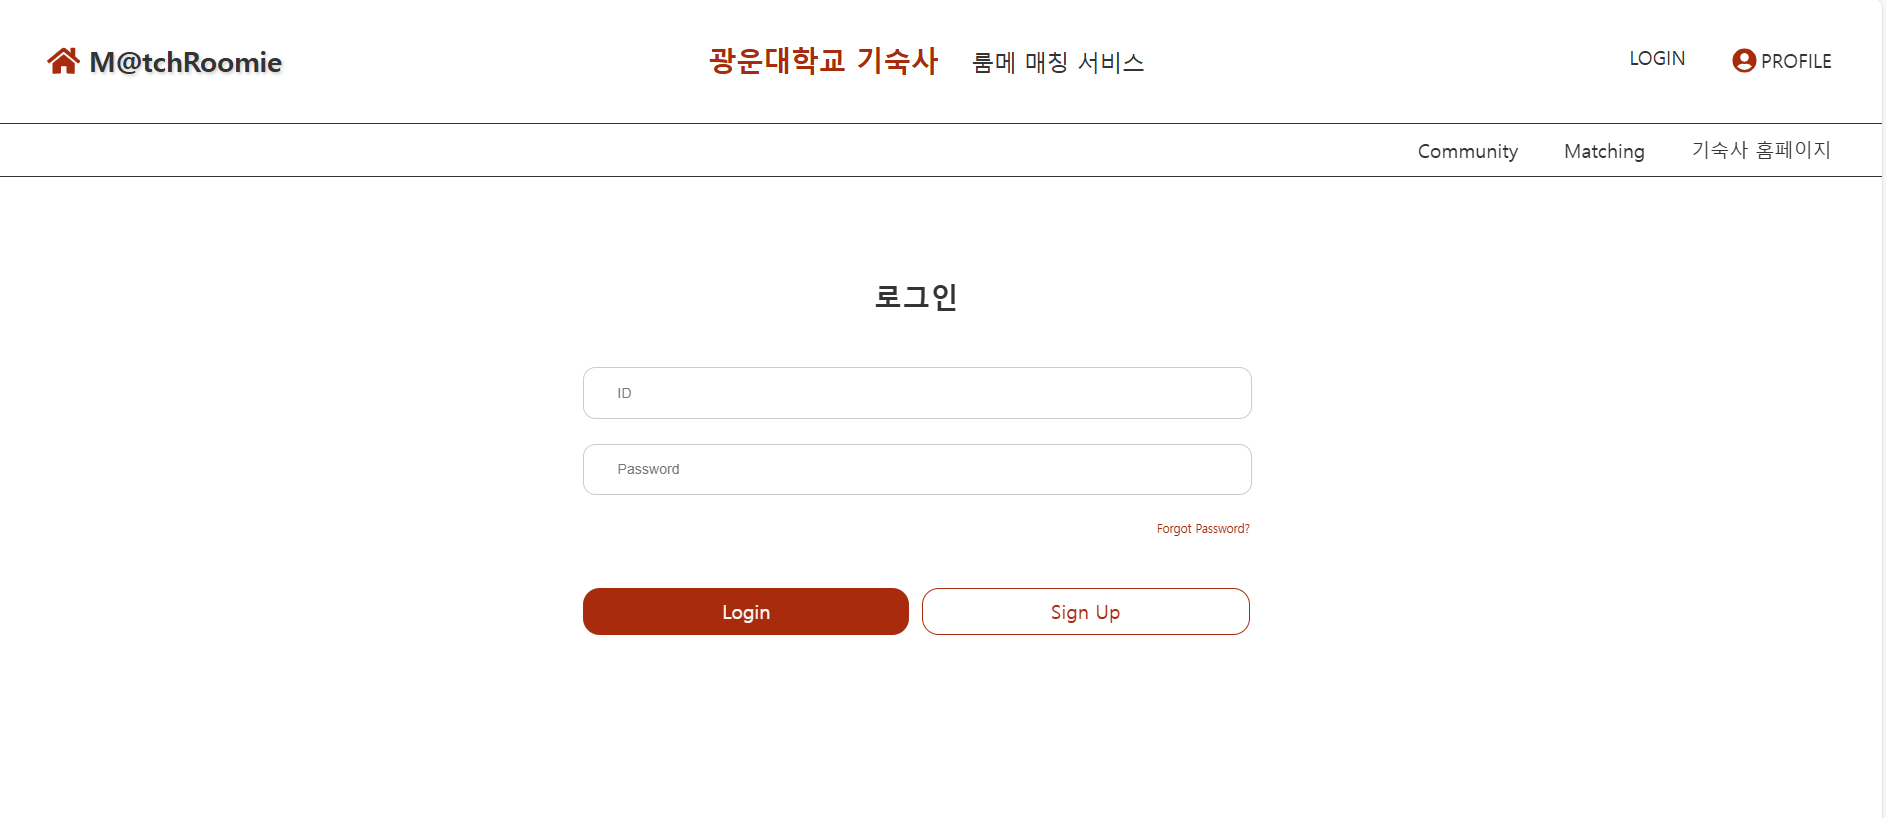 M@tchRoomie
광운대학교 기숙사 룸메 매칭 서비스
LOGIN
PROFILE
Community
Matching
기숙사 홈페이지
로그인
ID
Password
Forgot Password?
Login
Sign Up